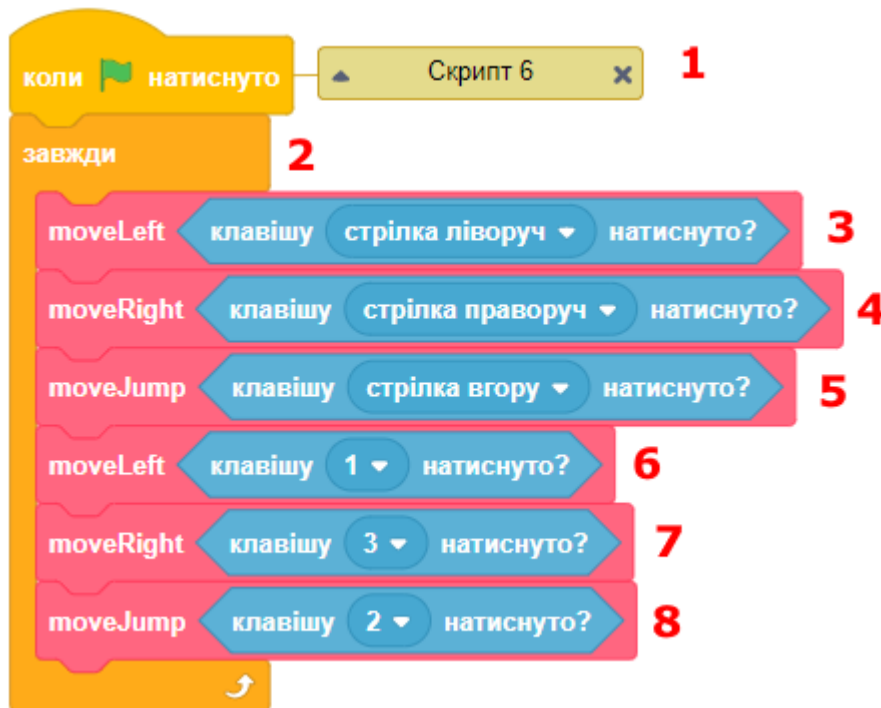 коли натиснуто Скрипт 6 1
завжди 2
moveLeft клавішу стрілка ліворуч натиснуто? 3
moveRight клавішу стрілка праворуч натиснуто? 4
moveJump клавішу стрілка вгору натиснуто? 5
moveLeft клавішу 1 натиснуто? 6
moveRight клавішу 3 натиснуто? 7
moveJump клавішу 2 натиснуто? 8